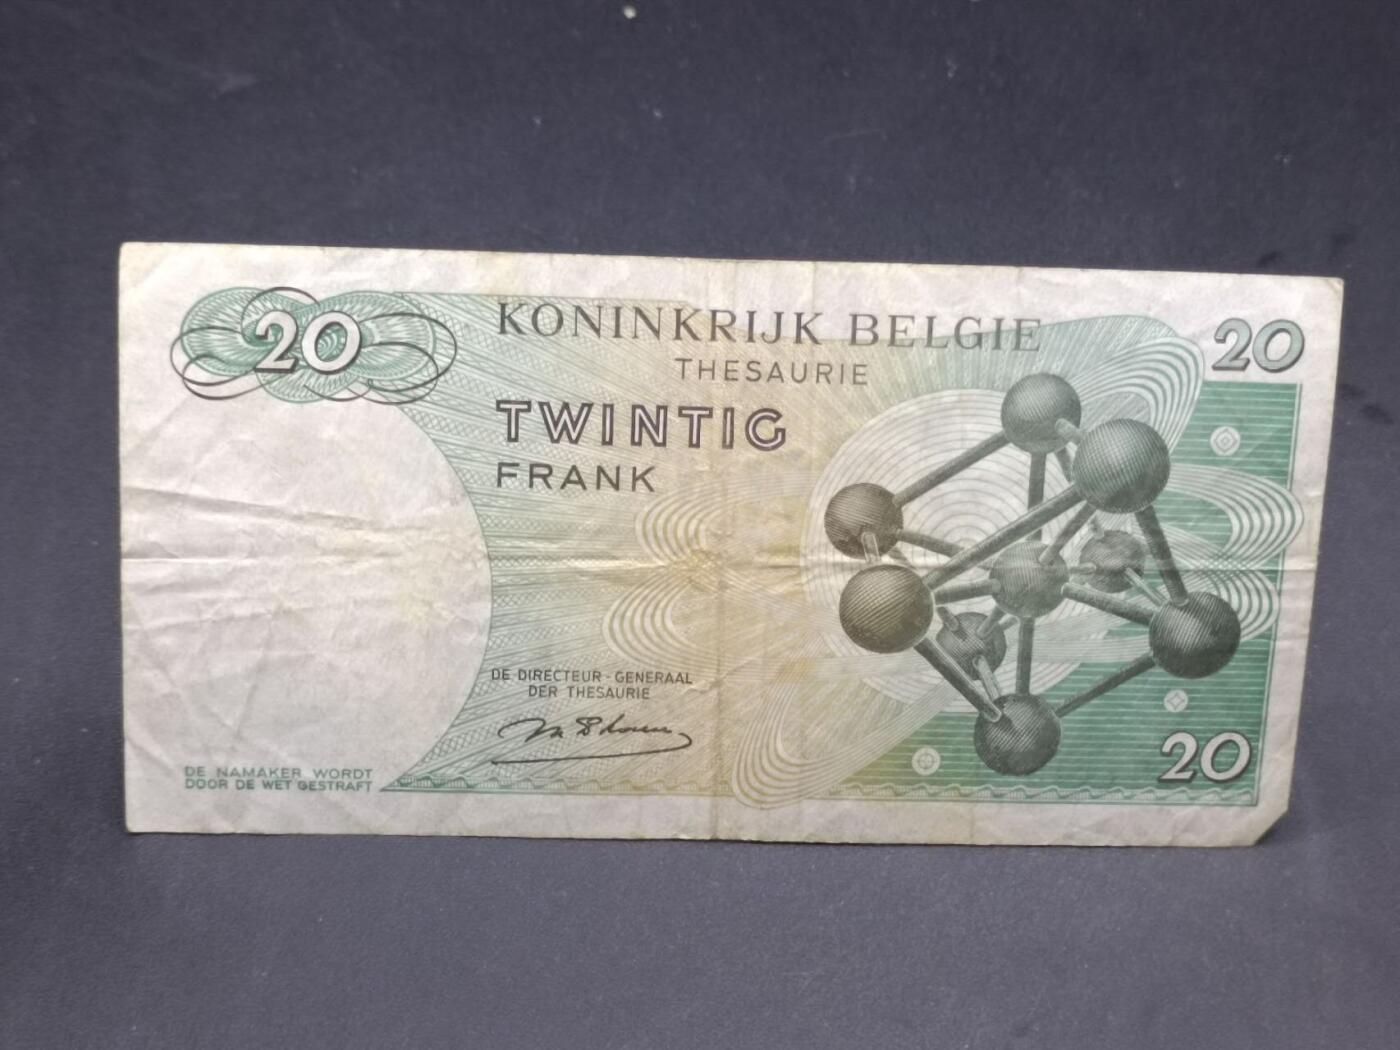 20
KONINKRIJK BELGIE
20
THESAURIE
TWINTIG
FRANK
DE DIRECTEUR-GENERAAL
DER THESAURIE
DE NAMAKER WORDT
DOOR DE WET GESTRAFT
20